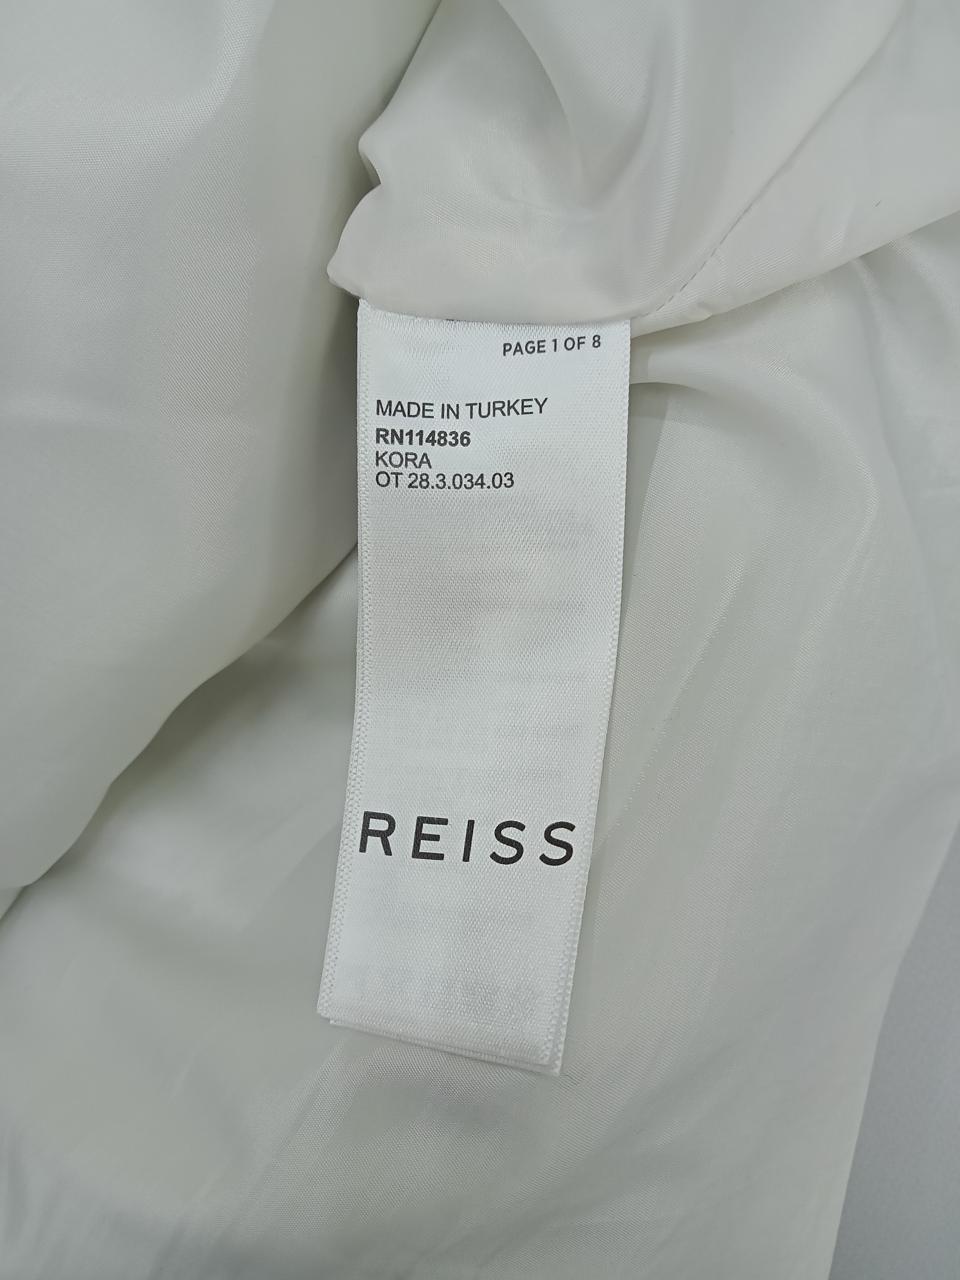 PAGE 1 OF 8
MADE IN TURKEY
RN114836
KORA
OT 28.3.034.03
REISS